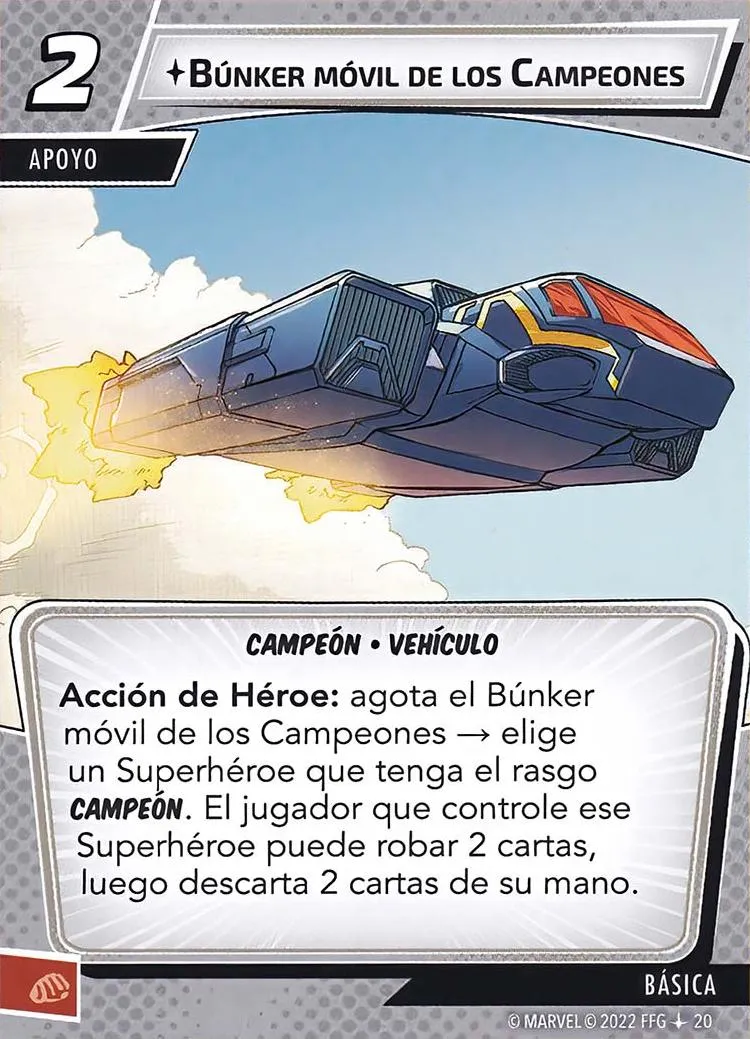 2
✦BÚNKER MÓVIL DE LOS CAMPEONES
APOYO
CAMPEÓN • VEHÍCULO
Acción de Héroe: agota el Búnker
móvil de los Campeones → elige
un Superhéroe que tenga el rasgo
CAMPEÓN. El jugador que controle ese
Superhéroe puede robar 2 cartas,
luego descarta 2 cartas de su mano.
BÁSICA
© MARVEL © 2022 FFG ✦ 20